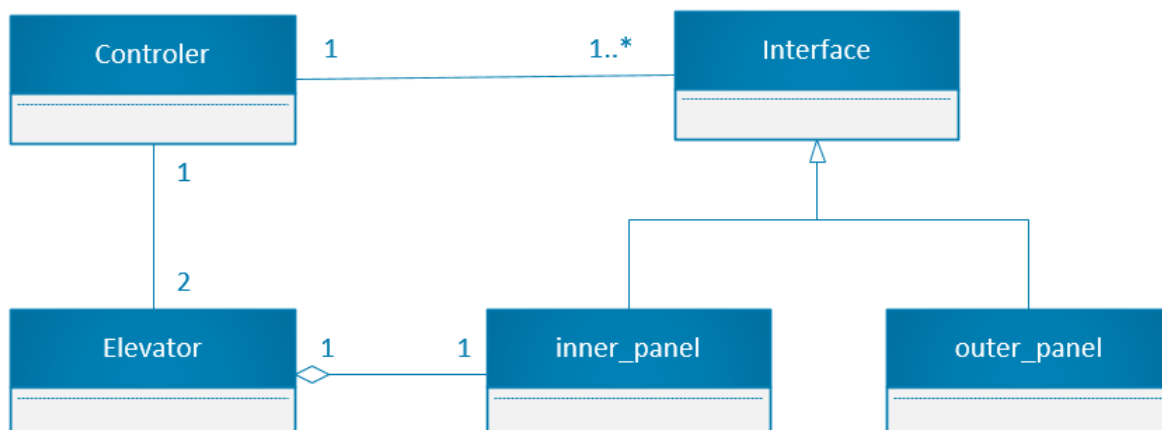 Controler
1
1..*
Interface
1
2
Elevator
1
1
inner_panel
outer_panel